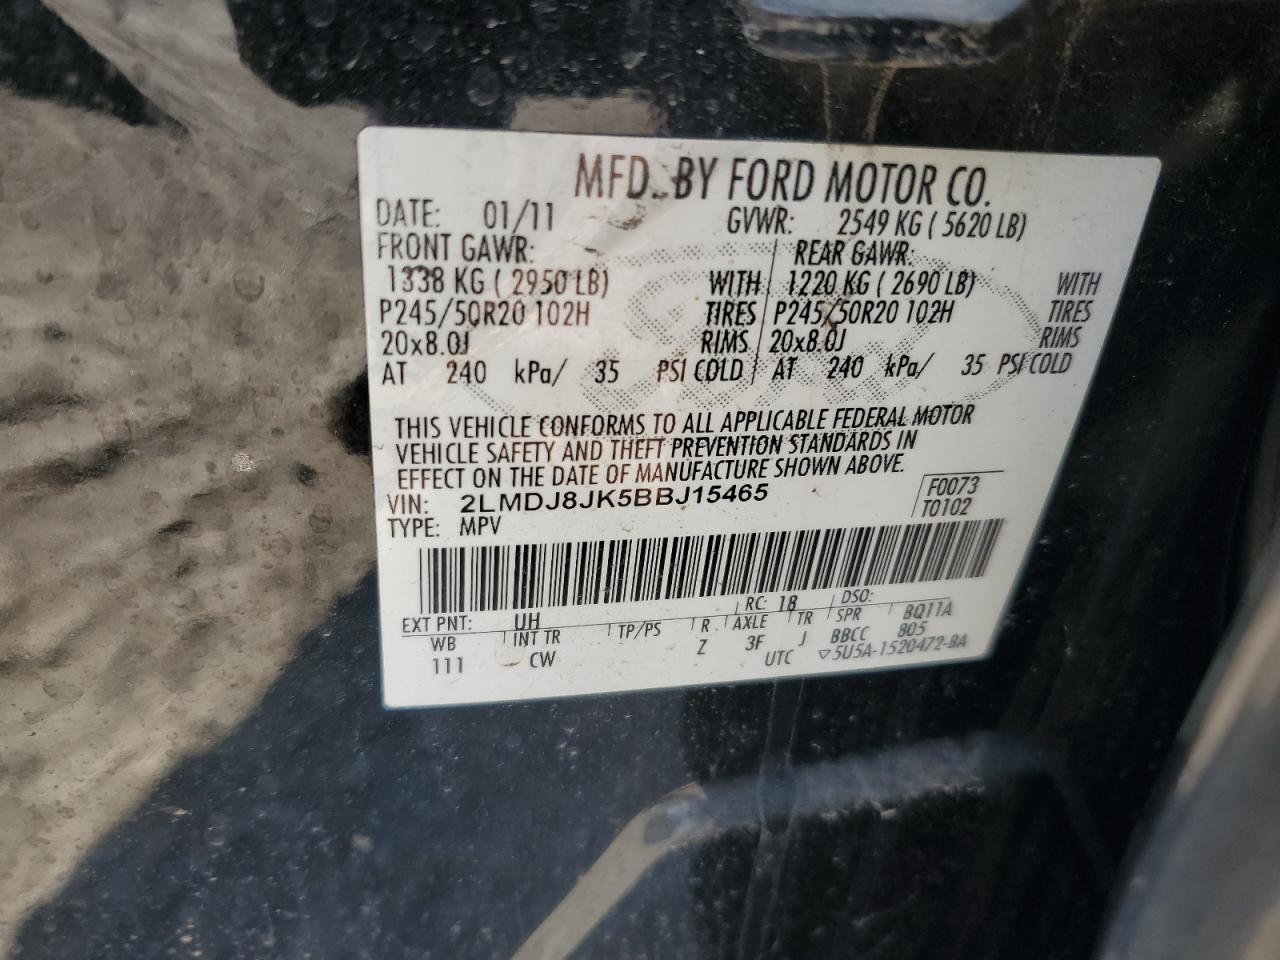 MFD. BY FORD MOTOR CO.
DATE: 01/11 GVWR: 2549 KG ( 5620 LB)
FRONT GAWR: REAR GAWR:
1338 KG ( 2950 LB) WITH 1220 KG ( 2690 LB) WITH
P245/50R20 102H TIRES P245/50R20 102H TIRES
20x8.0J RIMS 20x8.0J RIMS
AT 240 kPa/ 35 PSI COLD AT 240 kPa/ 35 PSI COLD
THIS VEHICLE CONFORMS TO ALL APPLICABLE FEDERAL MOTOR
VEHICLE SAFETY AND THEFT PREVENTION STANDARDS IN
EFFECT ON THE DATE OF MANUFACTURE SHOWN ABOVE.
VIN: 2LMDJ8JK5BBJ15465 F0073
TYPE: MPV T0102
EXT PNT: UH RC: 18 DSO:
WB INT TR TP/PS R AXLE TR SPR BQ11A
111 CW Z 3F J BBCC 805
UTC ▽5U5A-1520472-BA